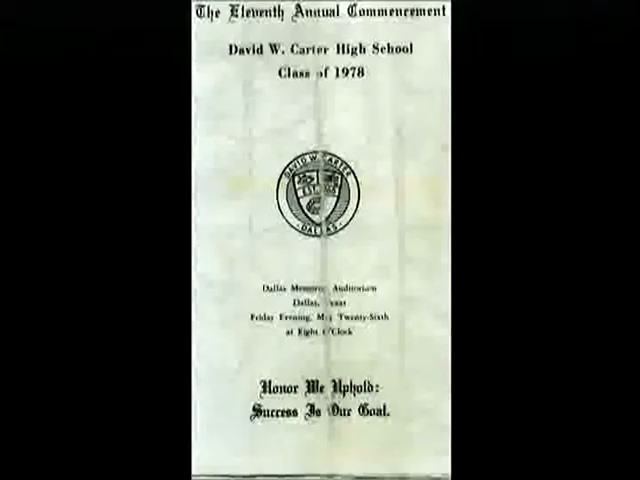 The Eleventh Annual Commencement
David W. Carter High School
Class of 1978
DAVID W. CARTER
EST.
DALLAS
Dallas Auditorium
Dallas,
Friday Evening, Twenty-Sixth
at Eight O'Clock
Honor We Uphold:
Success Is Our Goal.